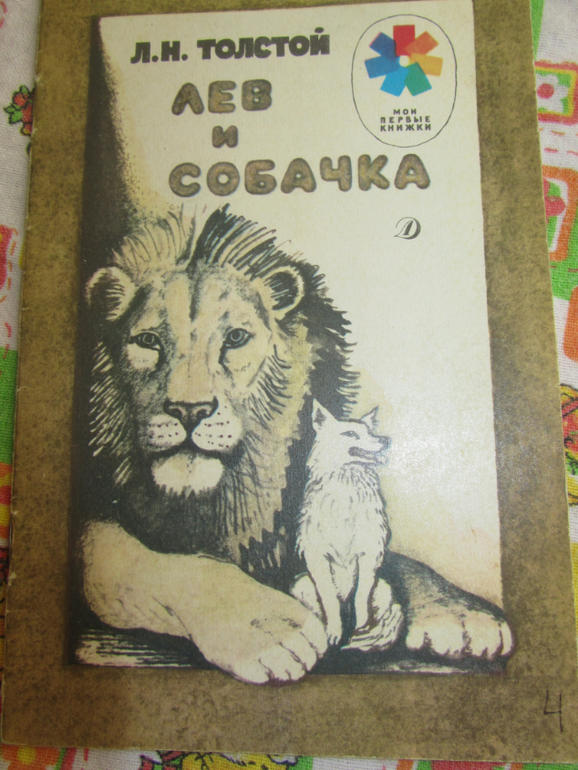 Л.Н. ТОЛСТОЙ
ЛЕВ
И
СОБАЧКА
МОИ
ПЕРВЫЕ
КНИЖКИ
Д
4